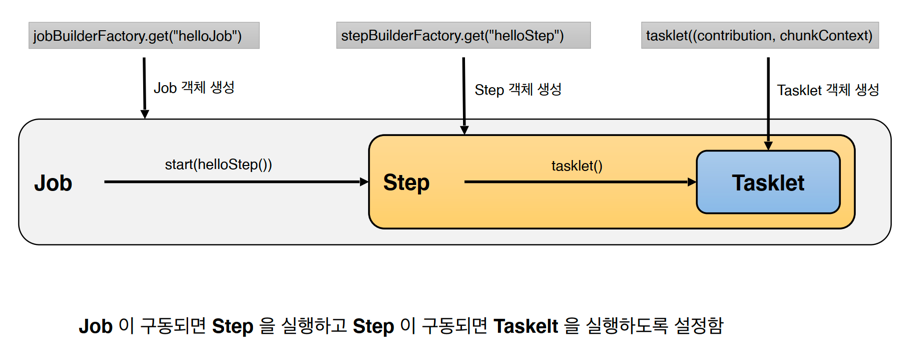 jobBuilderFactory.get("helloJob")
stepBuilderFactory.get("helloStep")
tasklet((contribution, chunkContext)
Job 객체 생성
Step 객체 생성
Tasklet 객체 생성
Job
start(helloStep())
Step
tasklet()
Tasklet
Job 이 구동되면 Step 을 실행하고 Step 이 구동되면 Taskelt 을 실행하도록 설정함